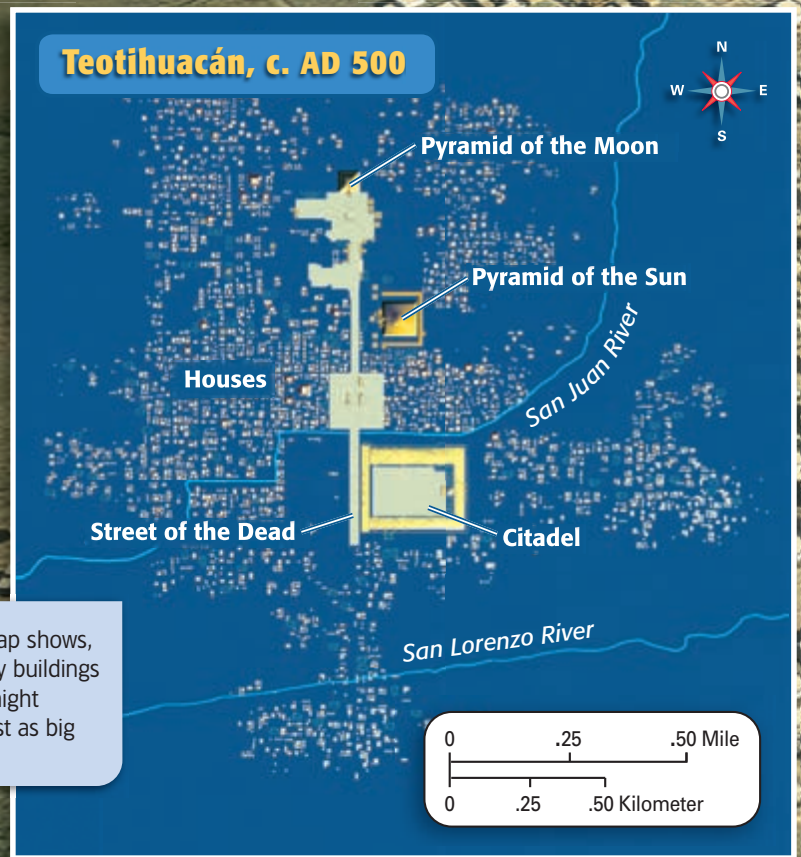 Teotihuacán, c. AD 500
N
W E
S
Pyramid of the Moon
Pyramid of the Sun
San Juan River
Houses
Street of the Dead
Citadel
ap shows,
y buildings
ight
st as big
San Lorenzo River
0 .25 .50 Mile
0 .25 .50 Kilometer